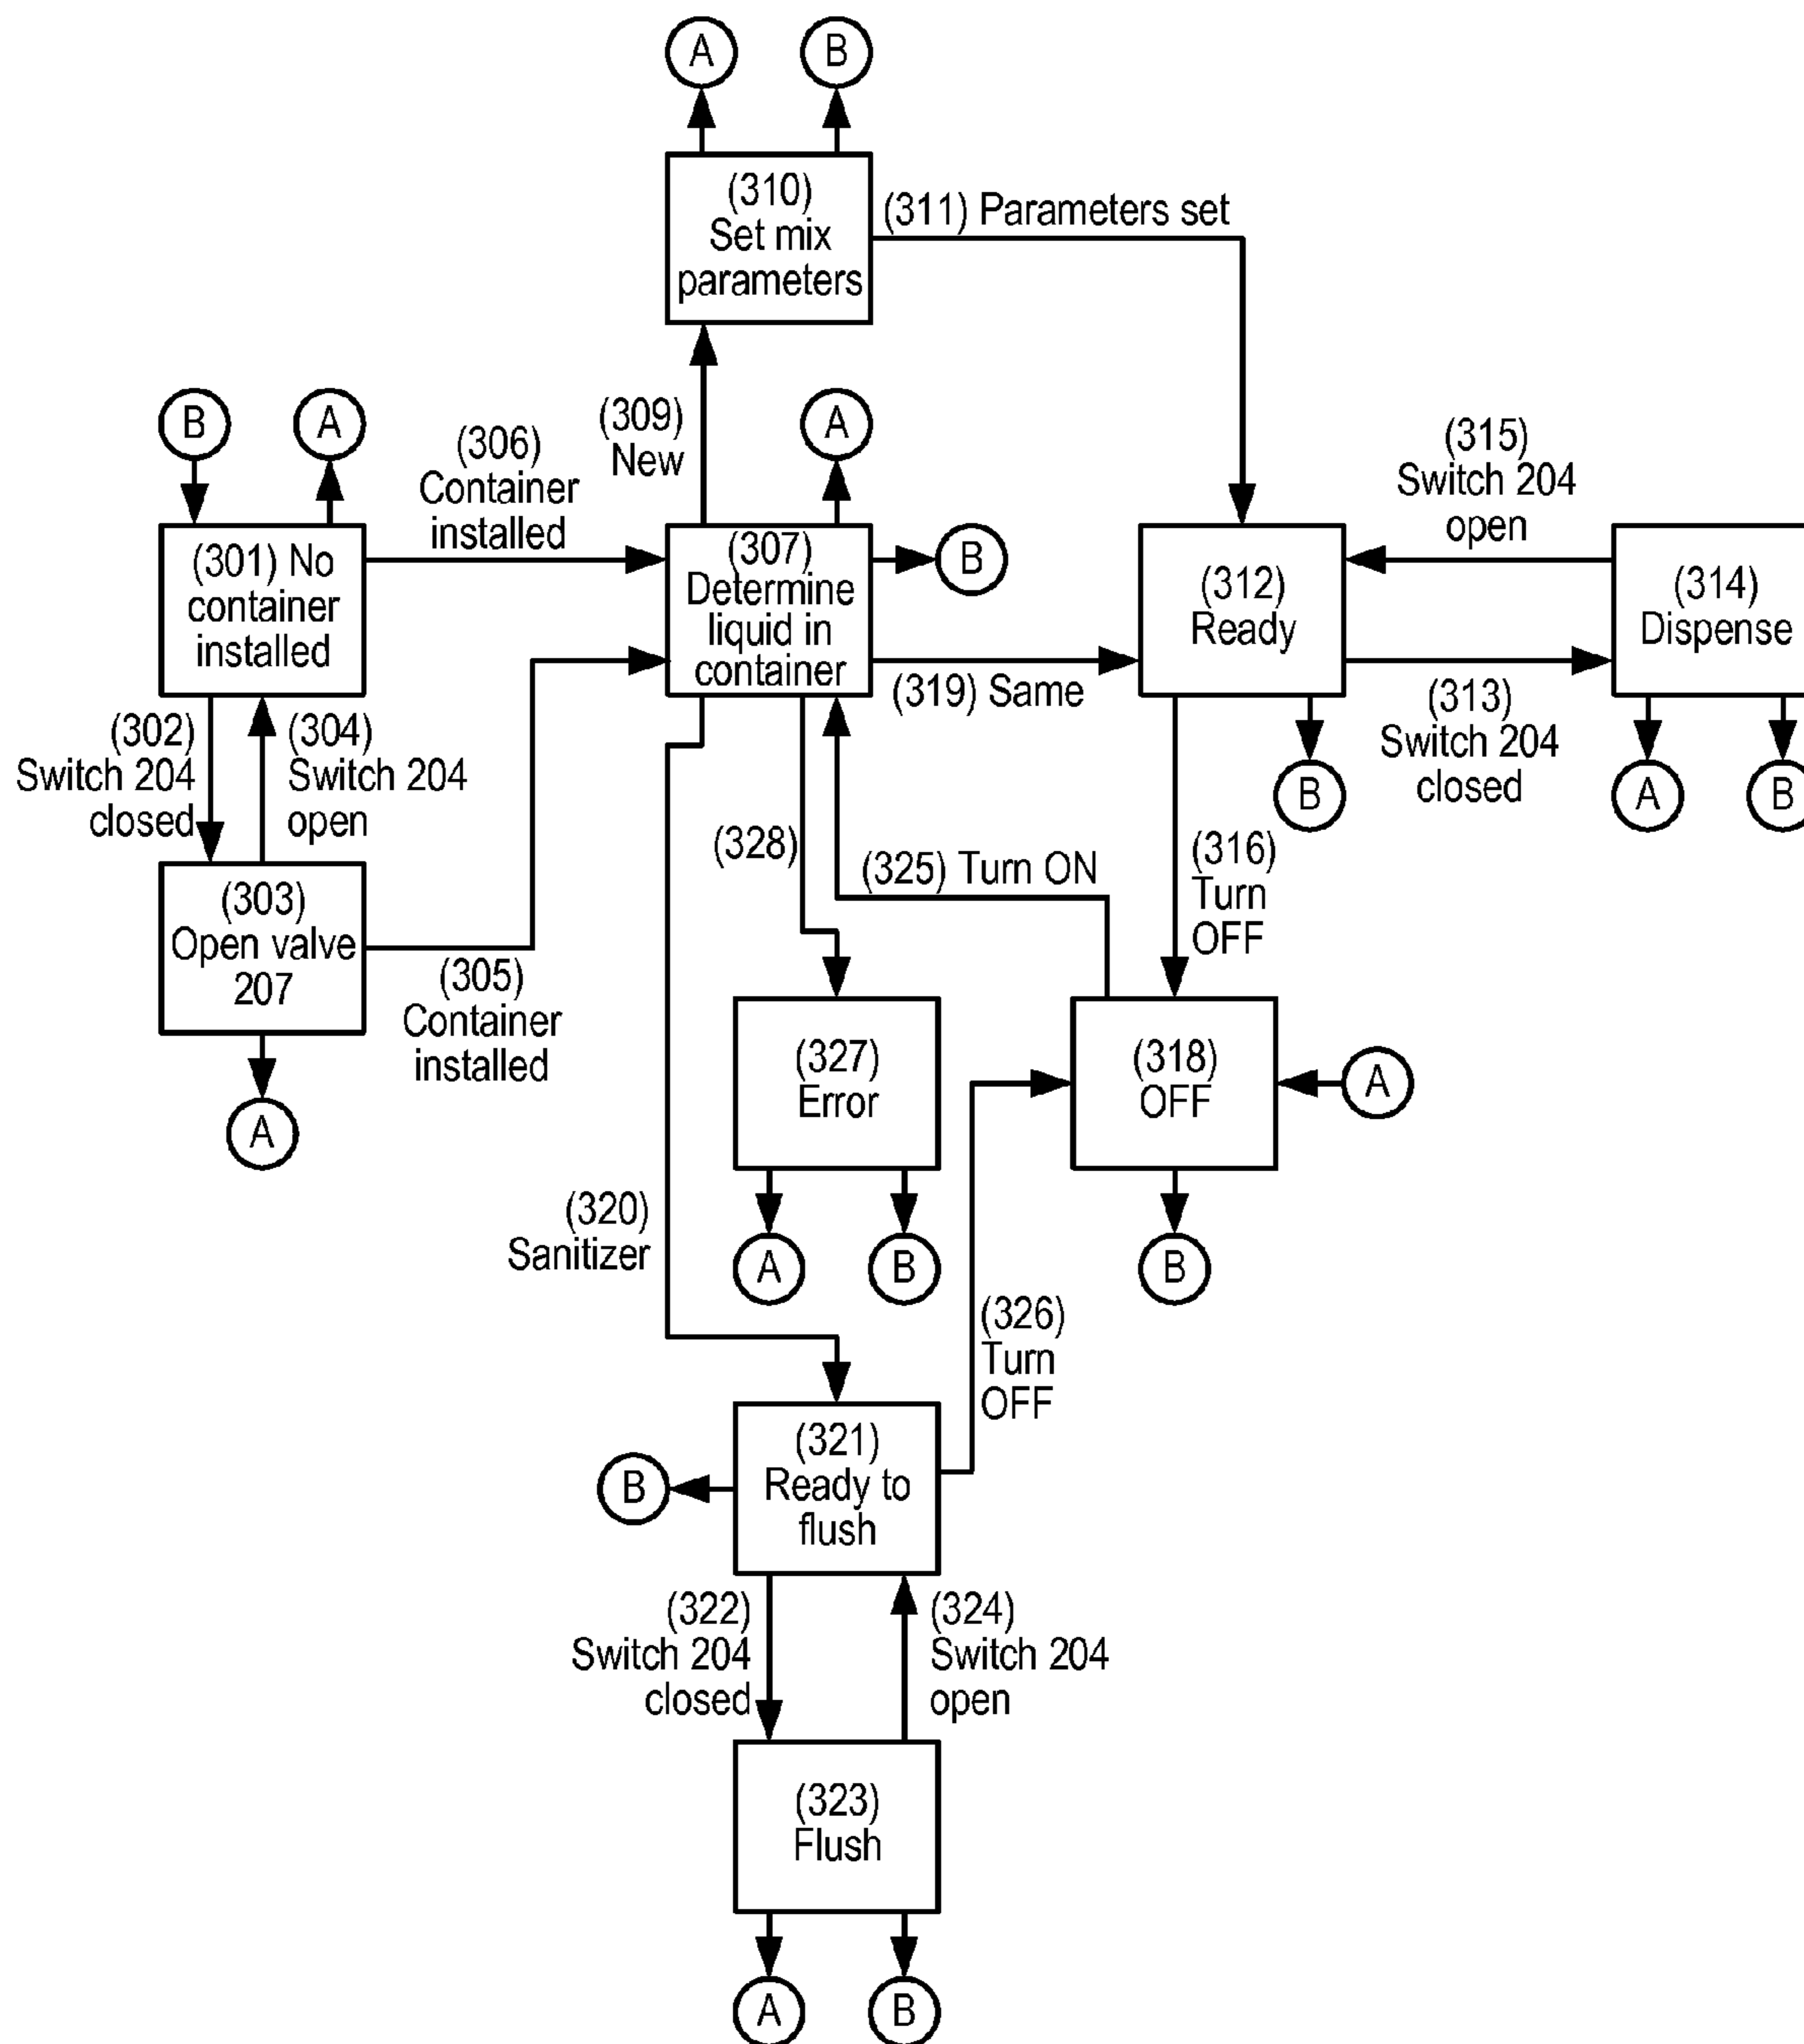 A
B
(310)
Set mix
parameters
(311) Parameters set
B
A
(306)
Container
installed
(309)
New
A
(315)
Switch 204
open
(301) No
container
installed
(307)
Determine
liquid in
container
B
(312)
Ready
(314)
Dispense
(319) Same
(302)
Switch 204
closed
(304)
Switch 204
open
(313)
Switch 204
closed
B
A
B
(328)
(325) Turn ON
(316)
Turn
OFF
(303)
Open valve
207
(305)
Container
installed
A
(327)
Error
(318)
OFF
A
(320)
Sanitizer
A
B
B
(326)
Turn
OFF
(321)
Ready to
flush
B
(322)
Switch 204
closed
(324)
Switch 204
open
(323)
Flush
A
B